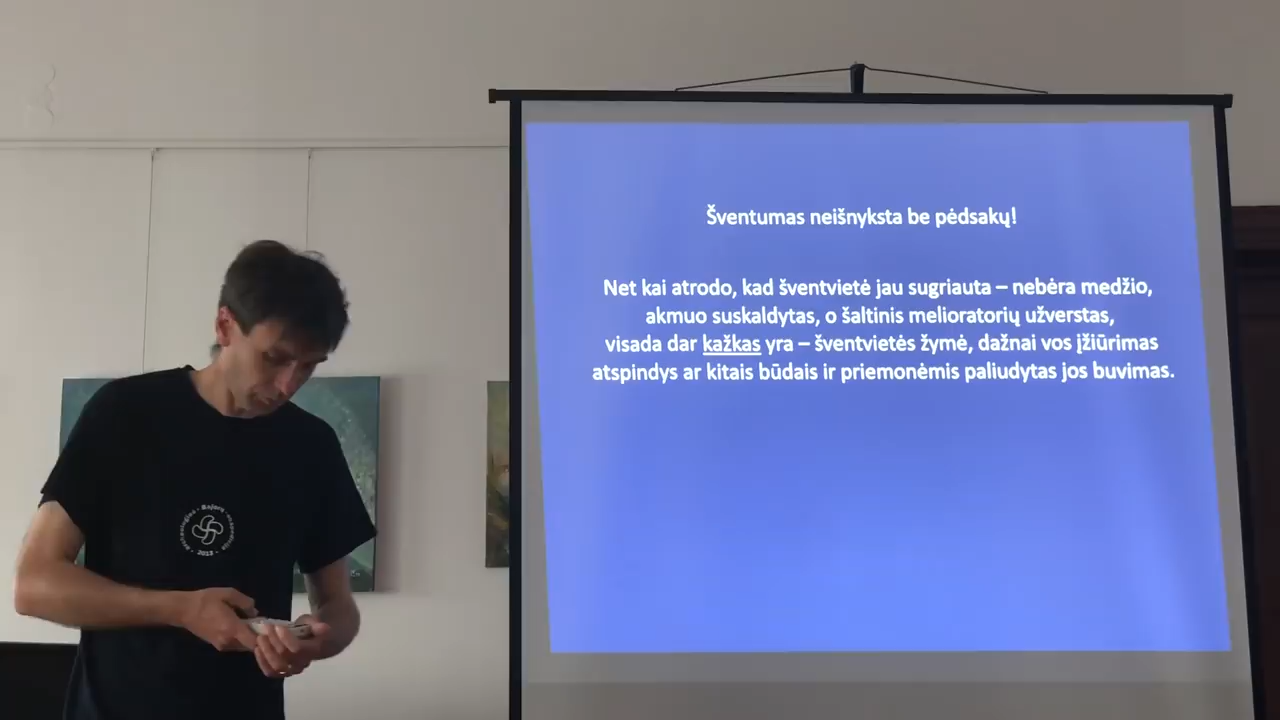 Šventumas neišnyksta be pėdsakų!
Net kai atrodo, kad šventvietė jau sugriauta – nebėra medžio,
akmuo suskaldytas, o šaltinis melioratorių užverstas,
visada dar kažkas yra – šventvietės žymė, dažnai vos įžiūrimas
atspindys ar kitais būdais ir priemonėmis paliudytas jos buvimas.
2013